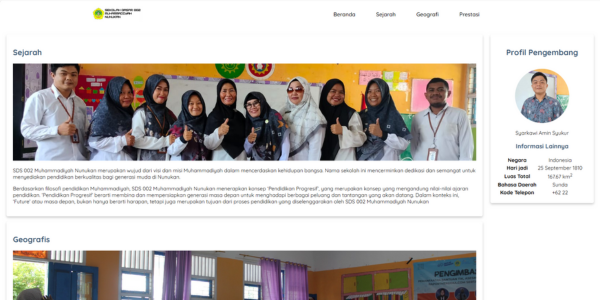 SEKOLAH DASAR 002
MUHAMMADIYAH
NUNUKAN
Beranda
Sejarah
Geografi
Prestasi
Sejarah
SDS 002 Muhammadiyah Nunukan merupakan wujud dari visi dan misi Muhammadiyah dalam mencerdaskan kehidupan bangsa. Nama sekolah ini mencerminkan dedikasi dan semangat untuk
menyediakan pendidikan berkualitas bagi generasi muda di Nunukan.
Berdasarkan filosofi pendidikan Muhammadiyah, SDS 002 Muhammadiyah Nunukan menerapkan konsep 'Pendidikan Progresif', yang merupakan konsep yang mengandung nilai-nilai ajaran
pendidikan. 'Pendidikan Progresif' berarti membina dan mempersiapkan generasi masa depan untuk menghadapi berbagai peluang dan tantangan yang akan datang. Dalam konteks ini,
'Future' atau masa depan, bukan hanya berarti harapan, tetapi juga merupakan tujuan dari proses pendidikan yang diselenggarakan oleh SDS 002 Muhammadiyah Nunukan
Geografis
PENGIMBAS
Profil Pengembang
Syarkawi Amin Syukur
Informasi Lainnya
Negara Indonesia
Hari jadi 25 September 1810
Luas Total 167,67 km²
Bahasa Daerah Sunda
Kode Telepon +62 22